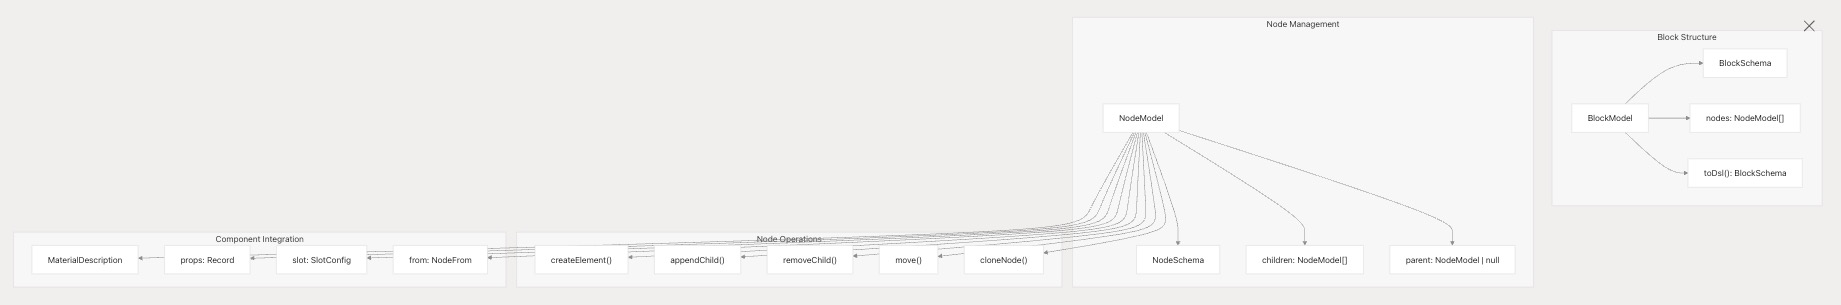 Node Management
Block Structure
BlockSchema
NodeModel
BlockModel
nodes: NodeModel[]
toDsl(): BlockSchema
Component Integration
Node Operations
MaterialDescription
props: Record
slot: SlotConfig
from: NodeFrom
createElement()
appendChild()
removeChild()
move()
cloneNode()
NodeSchema
children: NodeModel[]
parent: NodeModel | null